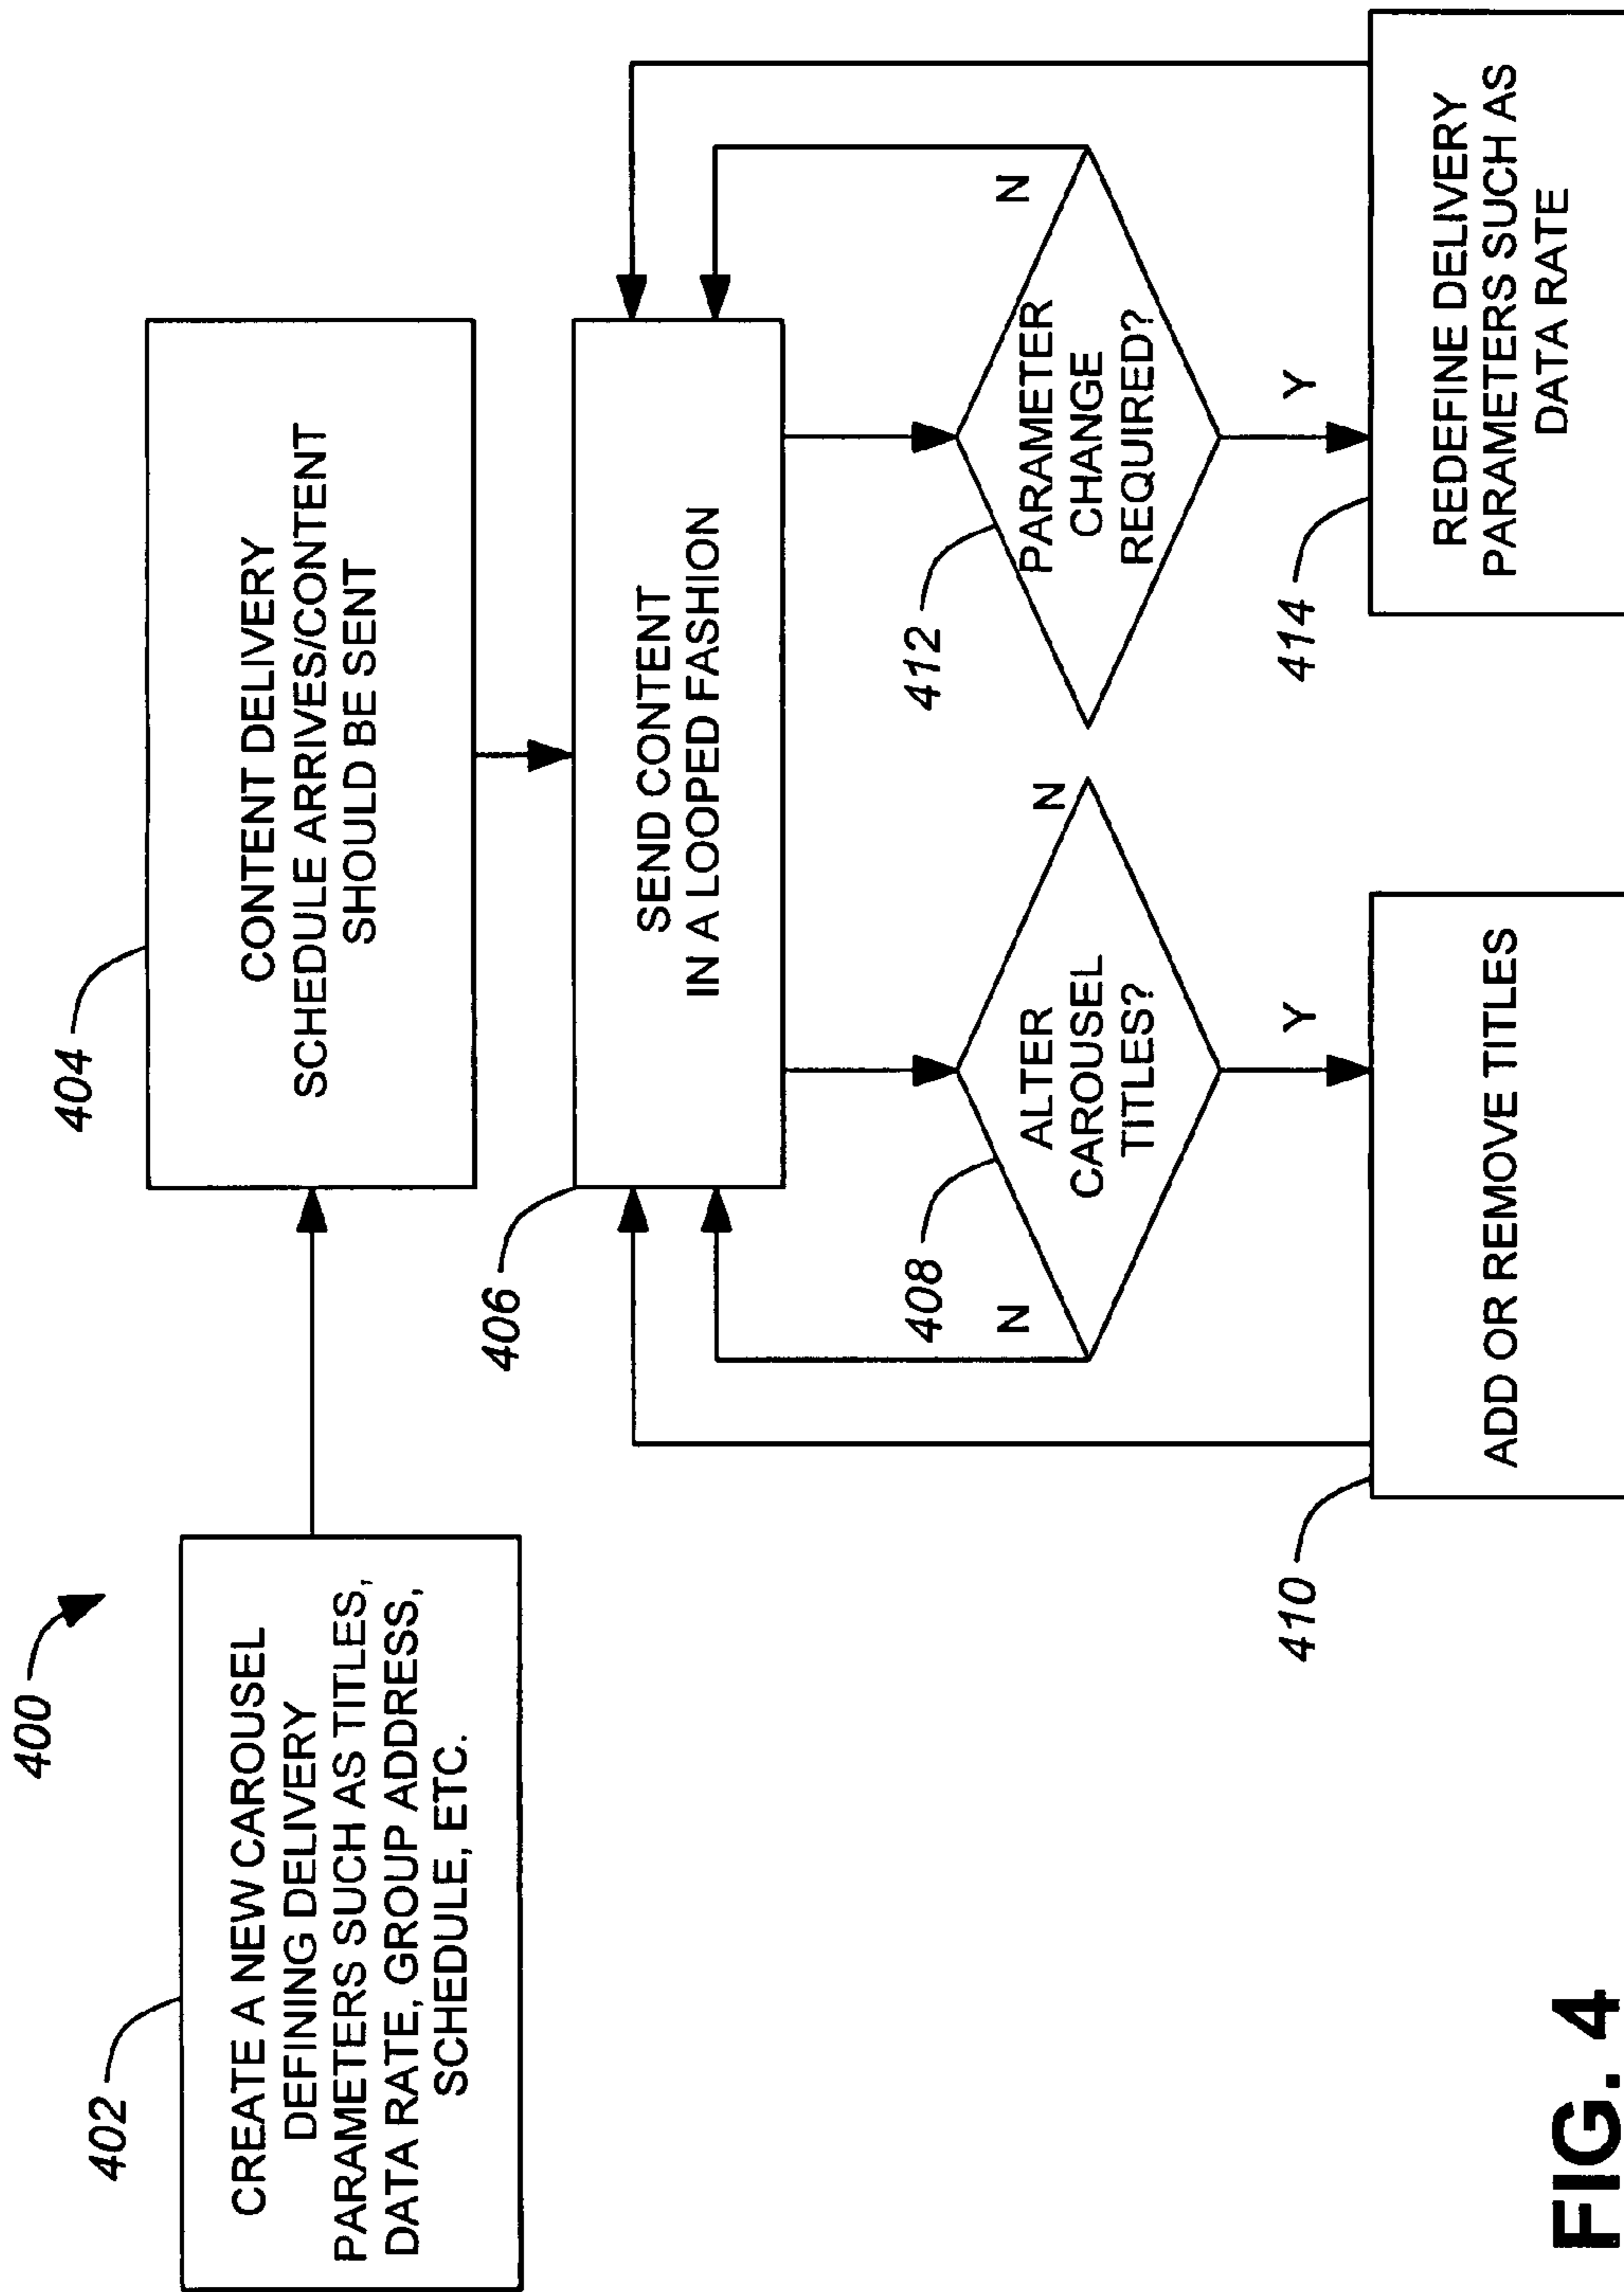 400
402
CREATE A NEW CAROUSEL
DEFINING DELIVERY
PARAMETERS SUCH AS TITLES,
DATA RATE, GROUP ADDRESS,
SCHEDULE, ETC.
404
CONTENT DELIVERY
SCHEDULE ARRIVES/CONTENT
SHOULD BE SENT
406
SEND CONTENT
IN A LOOPED FASHION
408
ALTER
CAROUSEL
TITLES?
N
N
Y
410
ADD OR REMOVE TITLES
412
PARAMETER
CHANGE
REQUIRED?
N
Y
414
REDEFINE DELIVERY
PARAMETERS SUCH AS
DATA RATE
FIG. 4